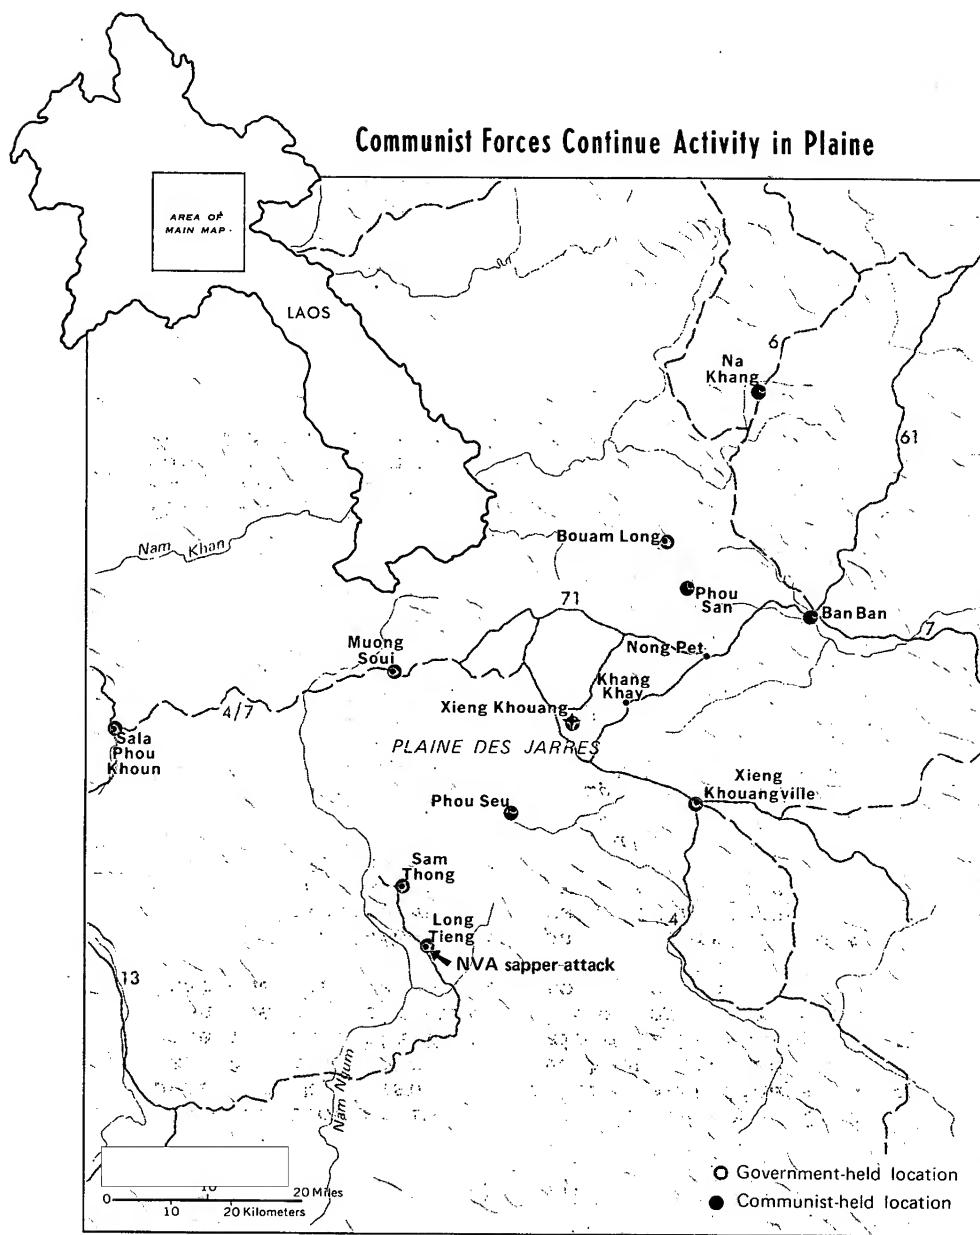 Communist Forces Continue Activity in Plaine
AREA OF
MAIN MAP
LAOS
6
Na
Khang
61
Nam Khan
Bouam Long
Phou
San
71
Ban Ban
7
Muong
Soui
Nong Pet
Khang
Khay
4/7
Xieng Khouang
Sala
Phou
Khoun
PLAINE DES JARRES
Xieng
Khouangville
Phou Seu
Sam
Thong
4
Long
Tieng
NVA sapper attack
13
Nam Ngum
Government-held location
10
0
20 Miles
Communist-held location
10
20 Kilometers